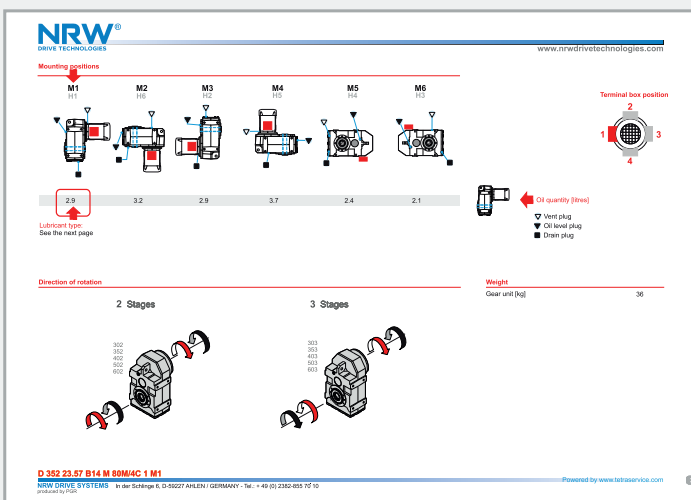 NRW®
DRIVE TECHNOLOGIES
www.nrwdrivetechnologies.com
Mounting positions
M1 M2 M3 M4 M5 M6
H1 H6 H2 H5 H4 H3
Terminal box position
2
1 3
4
2.9 3.2 2.9 3.7 2.4 2.1
Oil quantity [litres]
Lubricant type:
See the next page
Vent plug
Oil level plug
Drain plug
Direction of rotation
Weight
Gear unit [kg] 36
2 Stages
3 Stages
302
352
402
502
602
303
353
403
503
603
D 352 23.57 B14 M 80M/4C 1 M1
NRW DRIVE SYSTEMS In der Schlinge 6, D-59227 AHLEN / GERMANY - Tel.: + 49 (0) 2382-855 70 10
produced by PGR
Powered by www.tetraservice.com